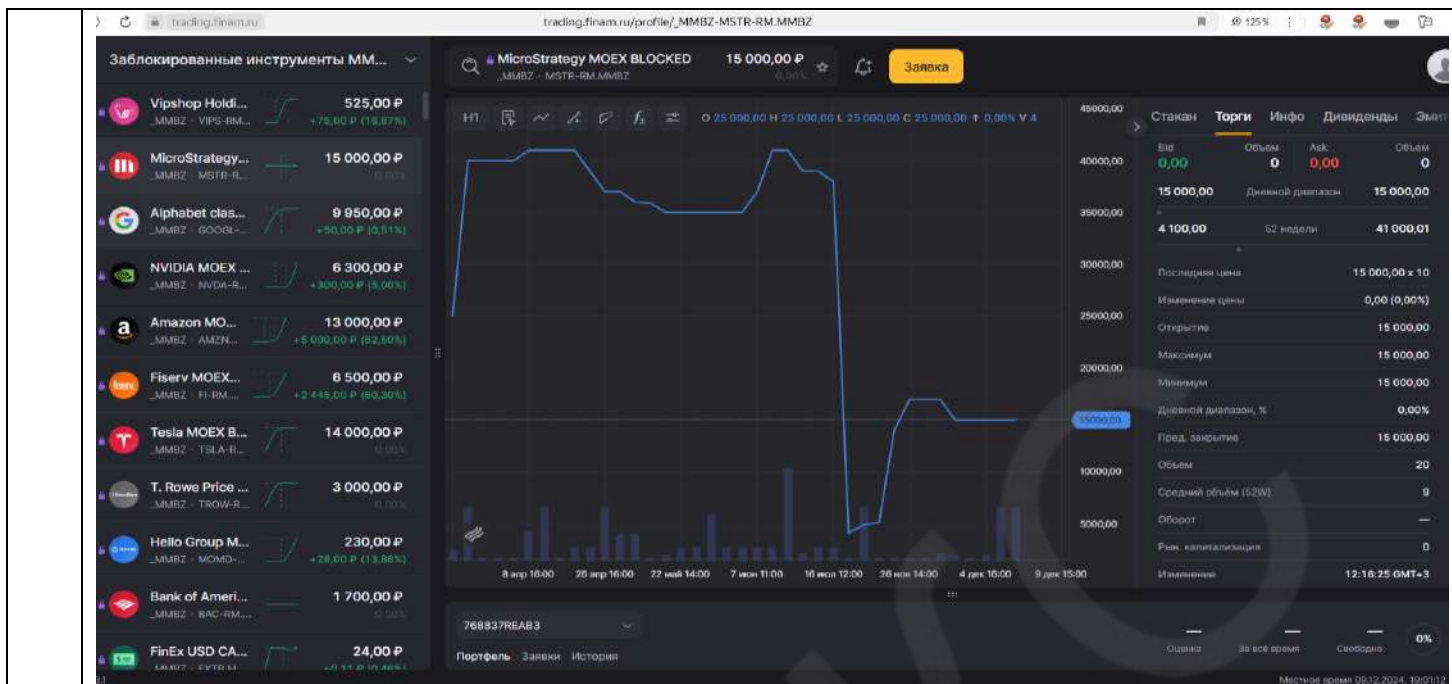 trading.finam.ru
trading.finam.ru/profile/_MMBZ-MSTR-RM.MMBZ
125 %
Заблокированные инструменты MM...
MicroStrategy MOEX BLOCKED
15 000,00 ₽
_MMBZ · MSTR-RM.MMBZ
0,00%
Заявка
Vipshop Holdi...
525,00 ₽
_MMBZ · VIPS-RM...
+75,00 ₽ (16,67%)
MicroStrategy...
15 000,00 ₽
_MMBZ · MSTR-R...
0,00%
Alphabet clas...
9 950,00 ₽
_MMBZ · GOOGL-...
+50,00 ₽ (0,51%)
NVIDIA MOEX ...
6 300,00 ₽
_MMBZ · NVDA-R...
+300,00 ₽ (5,00%)
Amazon MO...
13 000,00 ₽
_MMBZ · AMZN...
+5 000,00 ₽ (62,50%)
Fiserv MOEX...
6 500,00 ₽
_MMBZ · FI-RM....
+2 445,00 ₽ (60,30%)
Tesla MOEX B...
14 000,00 ₽
_MMBZ · TSLA-R...
0,00%
T. Rowe Price ...
3 000,00 ₽
_MMBZ · TROW-R...
0,00%
Hello Group M...
230,00 ₽
_MMBZ · MOMO-...
+28,00 ₽ (13,86%)
Bank of Ameri...
1 700,00 ₽
_MMBZ · BAC-RM....
0,00%
FinEx USD CA...
24,00 ₽
H1
O 25 000,00 H 25 000,00 L 25 000,00 C 25 000,00 0,00% V 4
45000,00
40000,00
35000,00
30000,00
25000,00
20000,00
15000,00
10000,00
5000,00
8 апр 16:00
26 апр 16:00
22 май 14:00
7 июн 11:00
16 июл 12:00
26 ноя 14:00
4 дек 16:00
9 дек 15:00
Стакан Торги Инфо Дивиденды Эмит
Bid Объем Ask Объем
0,00 0 0,00 0
15 000,00 Дневной диапазон 15 000,00
4 100,00 52 недели 41 000,01
Последняя цена 15 000,00 x 10
Изменение цены 0,00 (0,00%)
Открытие 15 000,00
Максимум 15 000,00
Минимум 15 000,00
Дневной диапазон, % 0,00%
Пред. закрытие 15 000,00
Объем 20
Средний объём (52W) 9
Оборот —
Рын. капитализация 0
Изменение 12:16:25 GMT+3
768837REAB3
Портфель Заявки История
Оценка
За всё время
Свободно
0%
Местное время 09.12.2024, 19:01:12